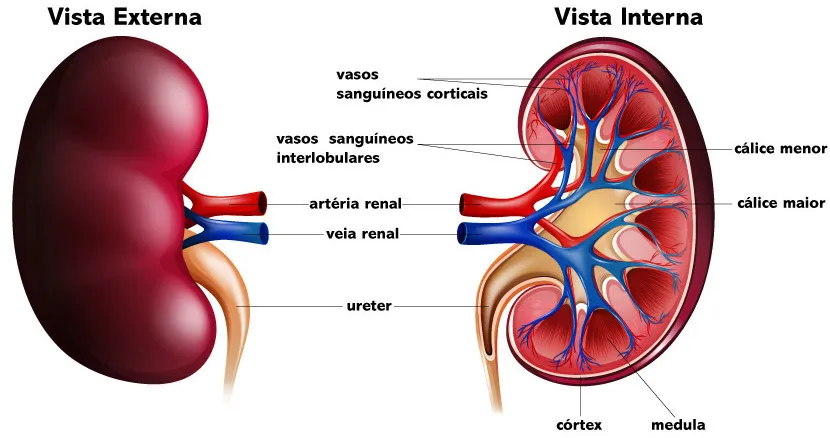 Vista Externa
Vista Interna
vasos
sanguíneos corticais
vasos sanguíneos
interlobulares
cálice menor
artéria renal
cálice maior
veia renal
ureter
córtex
medula